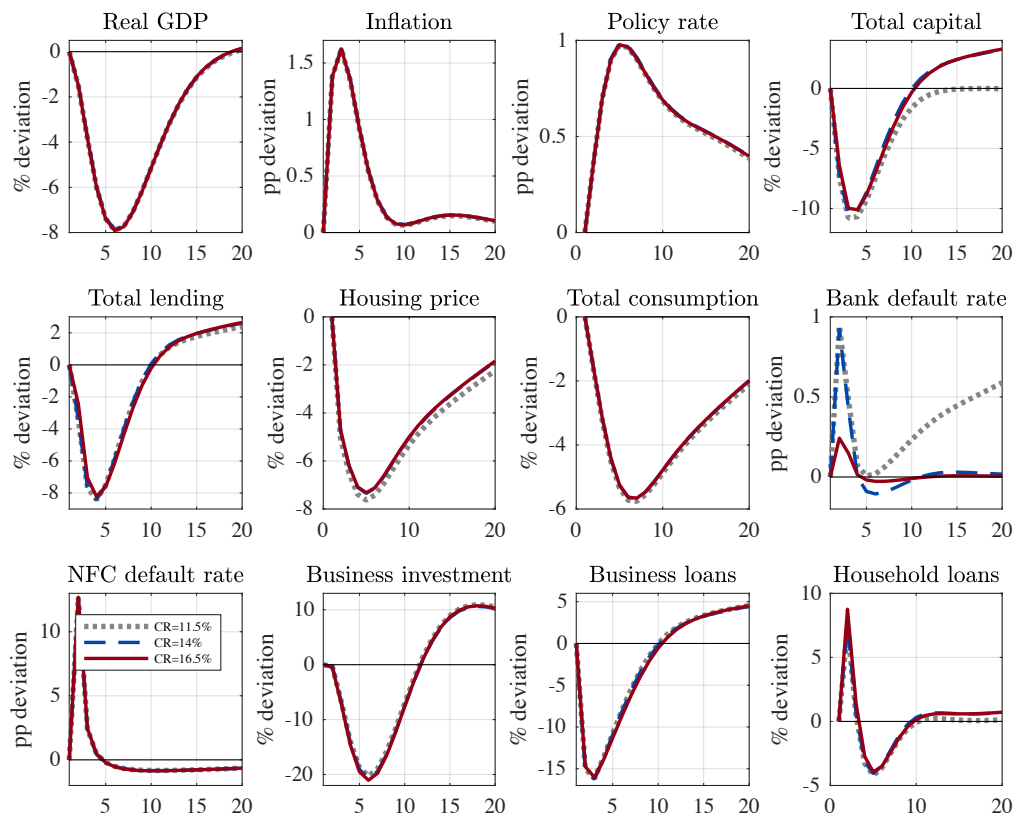 Real GDP
Inflation
Policy rate
Total capital
% deviation
0
-2
-4
-6
-8
5 10 15 20
pp deviation
1.5
1
0.5
0
5 10 15 20
pp deviation
1
0.5
0
5 10 15 20
% deviation
0
-5
-10
5 10 15 20
Total lending
Housing price
Total consumption
Bank default rate
% deviation
2
0
-2
-4
-6
-8
5 10 15 20
% deviation
0
-2
-4
-6
-8
10 20
% deviation
0
-2
-4
-6
10 20
pp deviation
1
0.5
0
5 10 15 20
NFC default rate
Business investment
Business loans
Household loans
pp deviation
10
5
0
5 10 15 20
CR=11.5%
CR=14%
CR=16.5%
% deviation
10
0
-10
-20
5 10 15 20
% deviation
5
0
-5
-10
-15
5 10 15 20
% deviation
10
5
0
-5
10 20